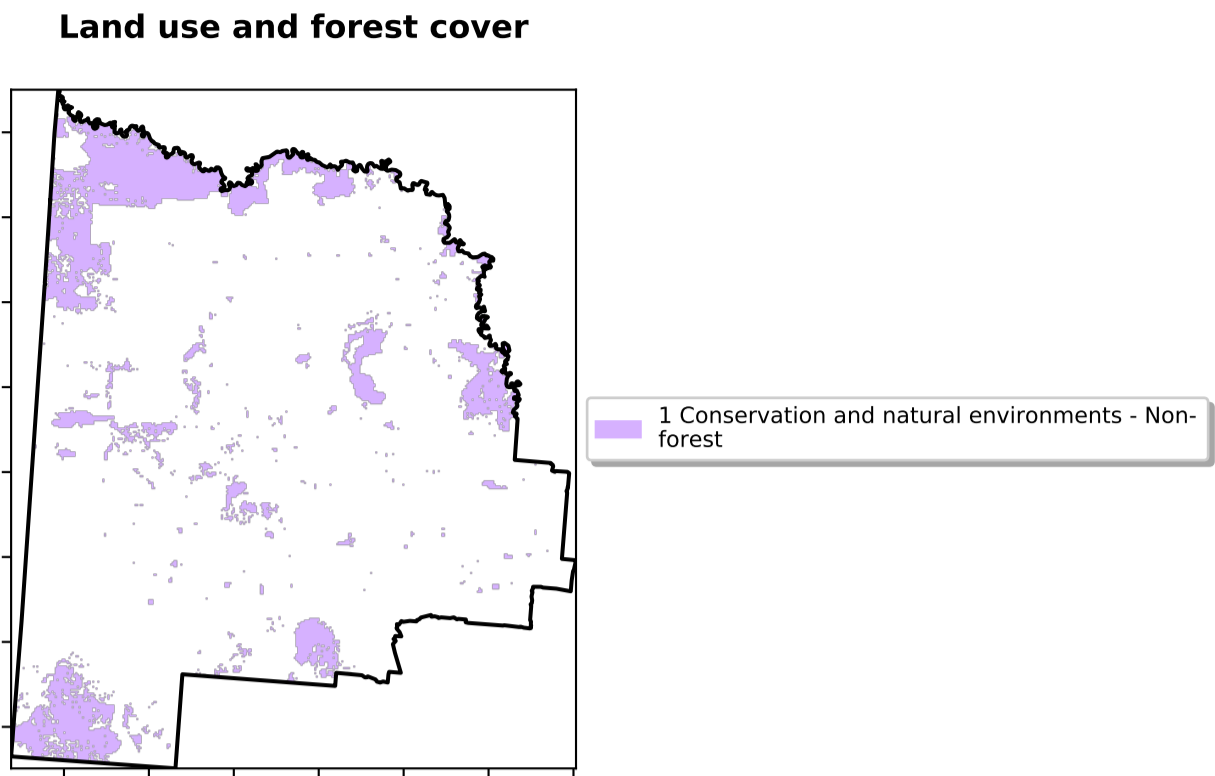 Land use and forest cover
1 Conservation and natural environments - Non-
forest